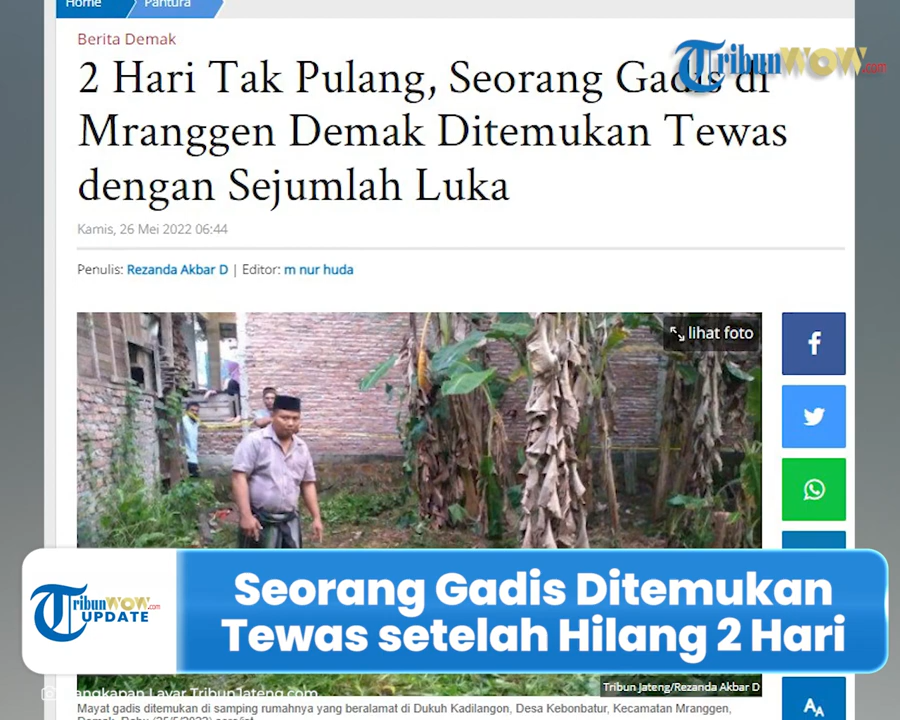 Home
Pantura
Berita Demak
TribunWOW.com
2 Hari Tak Pulang, Seorang Gadis di
Mranggen Demak Ditemukan Tewas
dengan Sejumlah Luka
Kamis, 26 Mei 2022 06:44
Penulis: Rezanda Akbar D | Editor: m nur huda
lihat foto
TribunWOW.com
UPDATE
Seorang Gadis Ditemukan
Tewas setelah Hilang 2 Hari
Tangkapan Layar TribunJateng.com
Tribun Jateng/Rezanda Akbar D
Mayat gadis ditemukan di samping rumahnya yang beralamat di Dukuh Kadilangon, Desa Kebonbatur, Kecamatan Mranggen,
AA